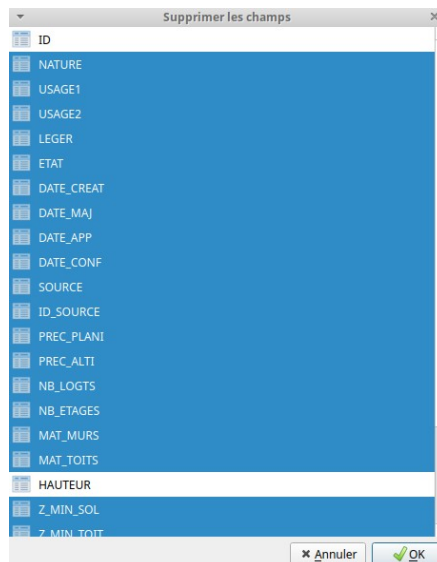 Supprimer les champs
ID
NATURE
USAGE1
USAGE2
LEGER
ETAT
DATE_CREAT
DATE_MAJ
DATE_APP
DATE_CONF
SOURCE
ID_SOURCE
PREC_PLANI
PREC_ALTI
NB_LOGTS
NB_ETAGES
MAT_MURS
MAT_TOITS
HAUTEUR
Z_MIN_SOL
Z_MIN_TOIT
Annuler OK